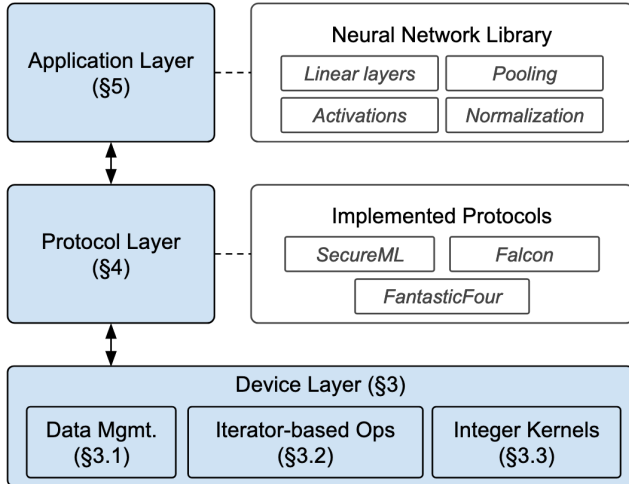 Application Layer
(§5)
Neural Network Library
Linear layers
Pooling
Activations
Normalization
Protocol Layer
(§4)
Implemented Protocols
SecureML
Falcon
FantasticFour
Device Layer (§3)
Data Mgmt.
(§3.1)
Iterator-based Ops
(§3.2)
Integer Kernels
(§3.3)